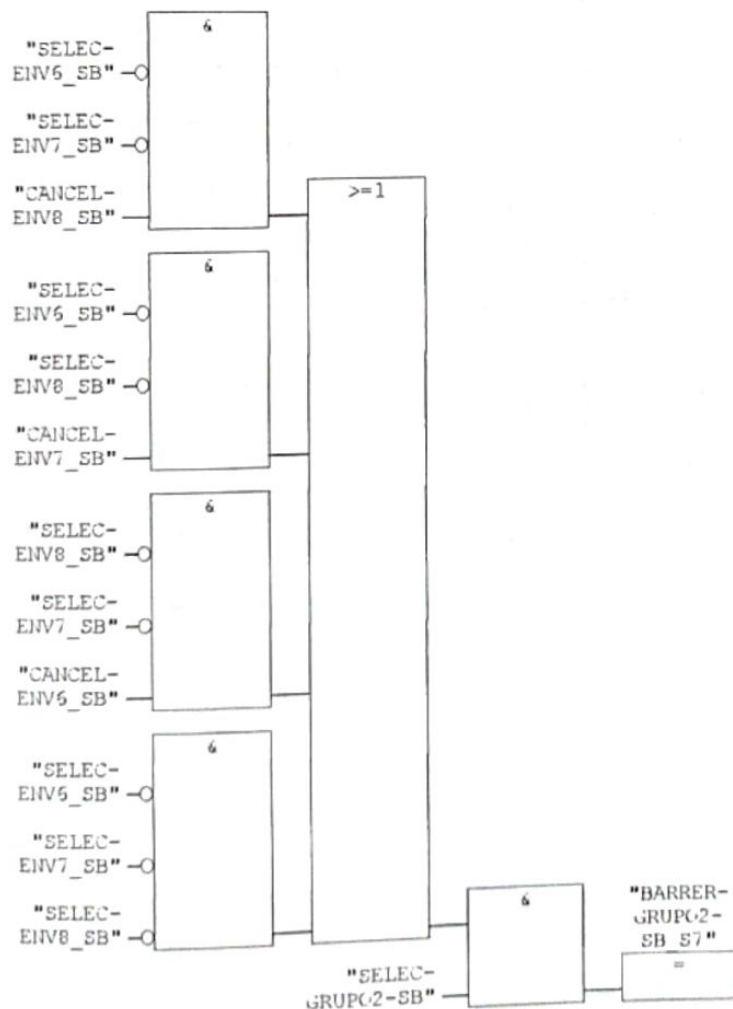 &
"SELEC-
ENV6_SB"
"SELEC-
ENV7_SB"
"CANCEL-
ENV8_SB"
>=1
&
"SELEC-
ENV6_SB"
"SELEC-
ENV8_SB"
"CANCEL-
ENV7_SB"
&
"SELEC-
ENV8_SB"
"SELEC-
ENV7_SB"
"CANCEL-
ENV6_SB"
&
"SELEC-
ENV6_SB"
"SELEC-
ENV7_SB"
"SELEC-
ENV8_SB"
&
"SELEC-
GRUPO2-SB"
"BARRER-
GRUPO2-
SB_S7"
=